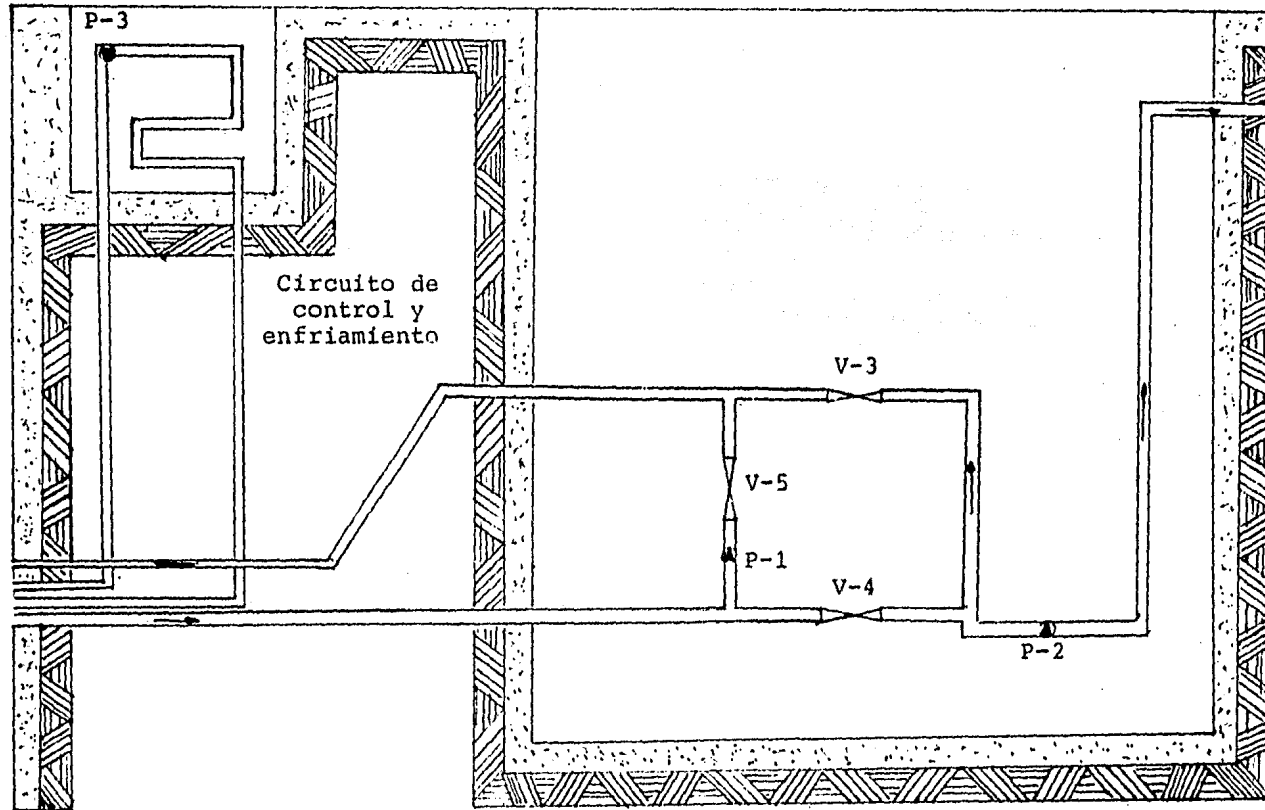 P-3
Circuito de
control y
enfriamiento
V-3
V-5
P-1
V-4
P-2